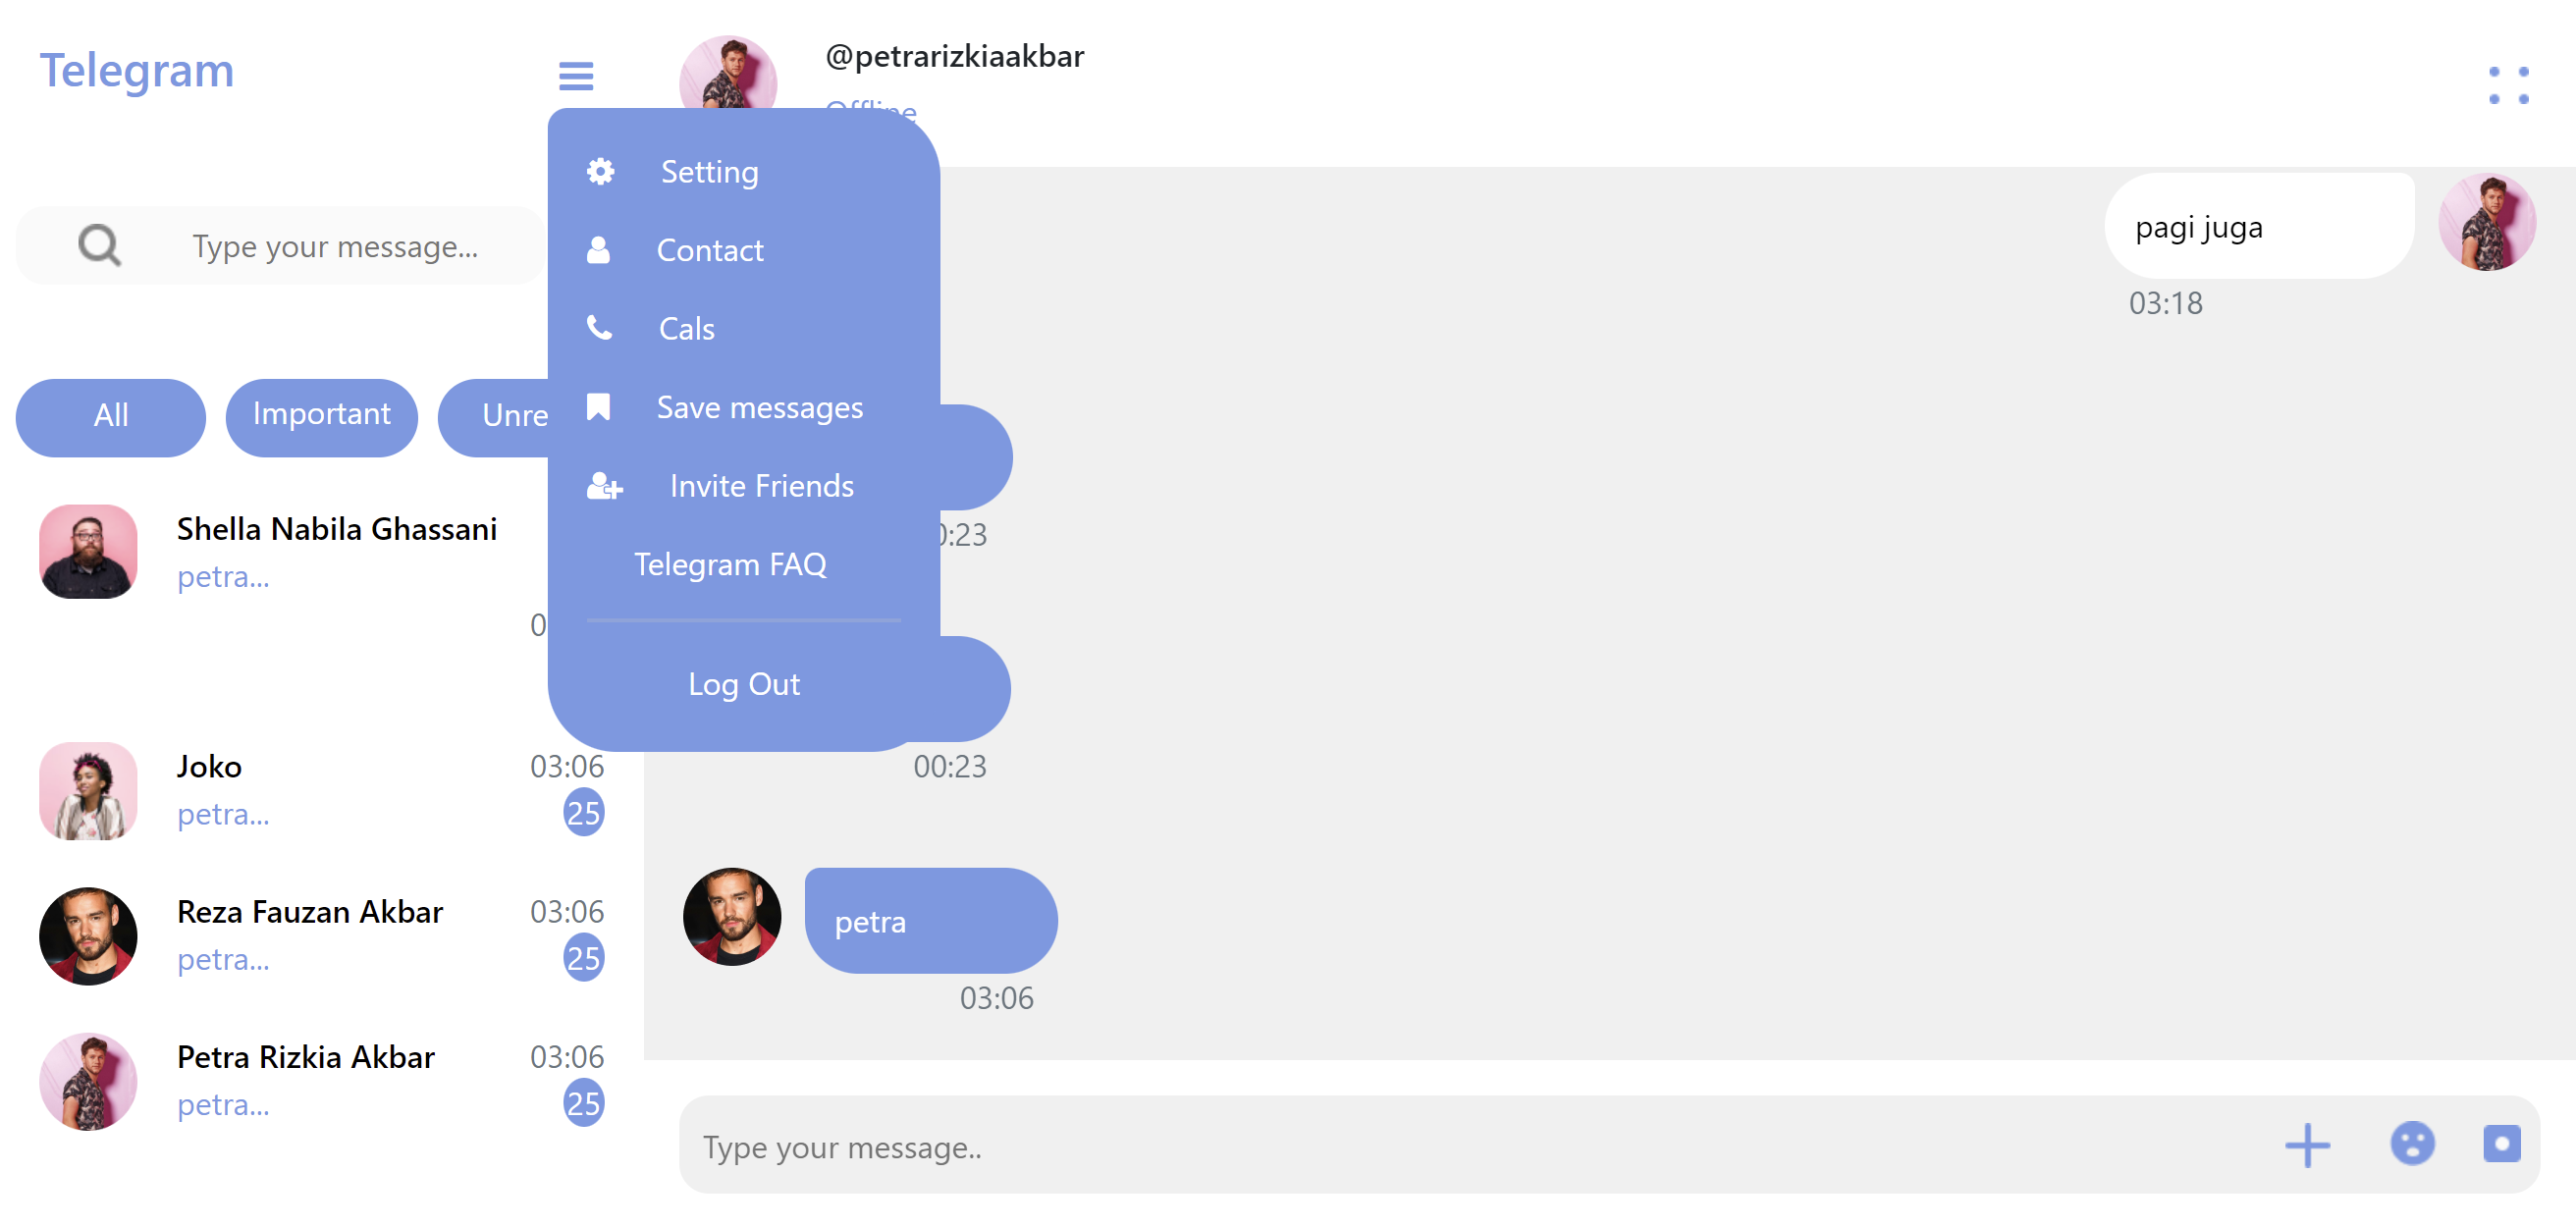 Telegram
Type your message...
All
Important
Unre
Shella Nabila Ghassani
petra...
0
Joko
03:06
petra...
25
Reza Fauzan Akbar
03:06
petra...
25
Petra Rizkia Akbar
03:06
petra...
25
Setting
Contact
Cals
Save messages
Invite Friends
Telegram FAQ
Log Out
@petrarizkiaakbar
Offline
pagi juga
03:18
0:23
00:23
petra
03:06
Type your message..